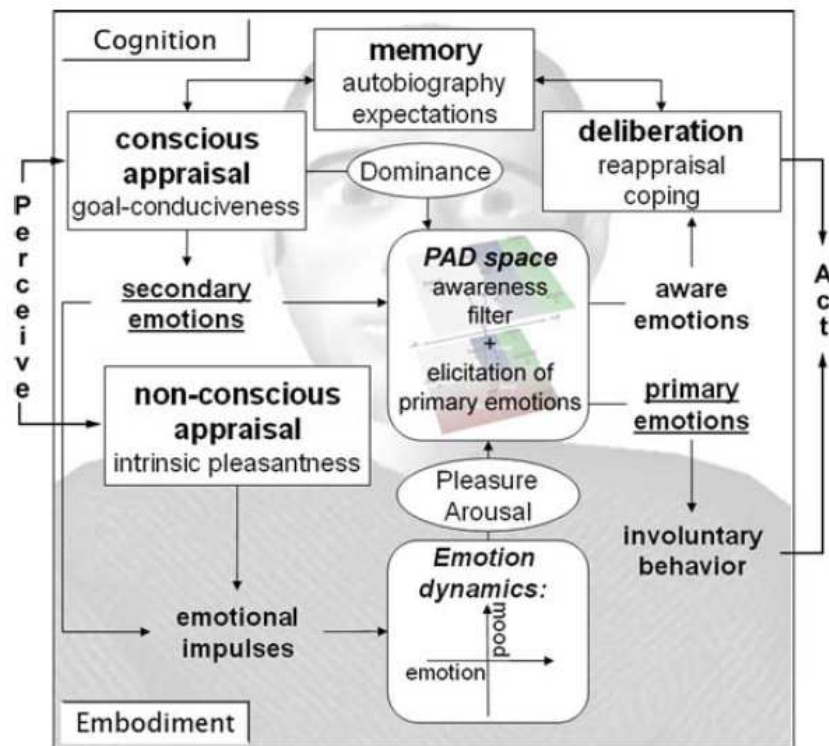 Cognition
memory
autobiography
expectations
conscious
appraisal
goal-conduciveness
Dominance
deliberation
reappraisal
coping
Perceive
secondary
emotions
PAD space
awareness
filter
+
elicitation of
primary emotions
aware
emotions
Act
non-conscious
appraisal
intrinsic pleasantness
primary
emotions
Pleasure
Arousal
involuntary
behavior
Emotion
dynamics:
mood
emotion
emotional
impulses
Embodiment